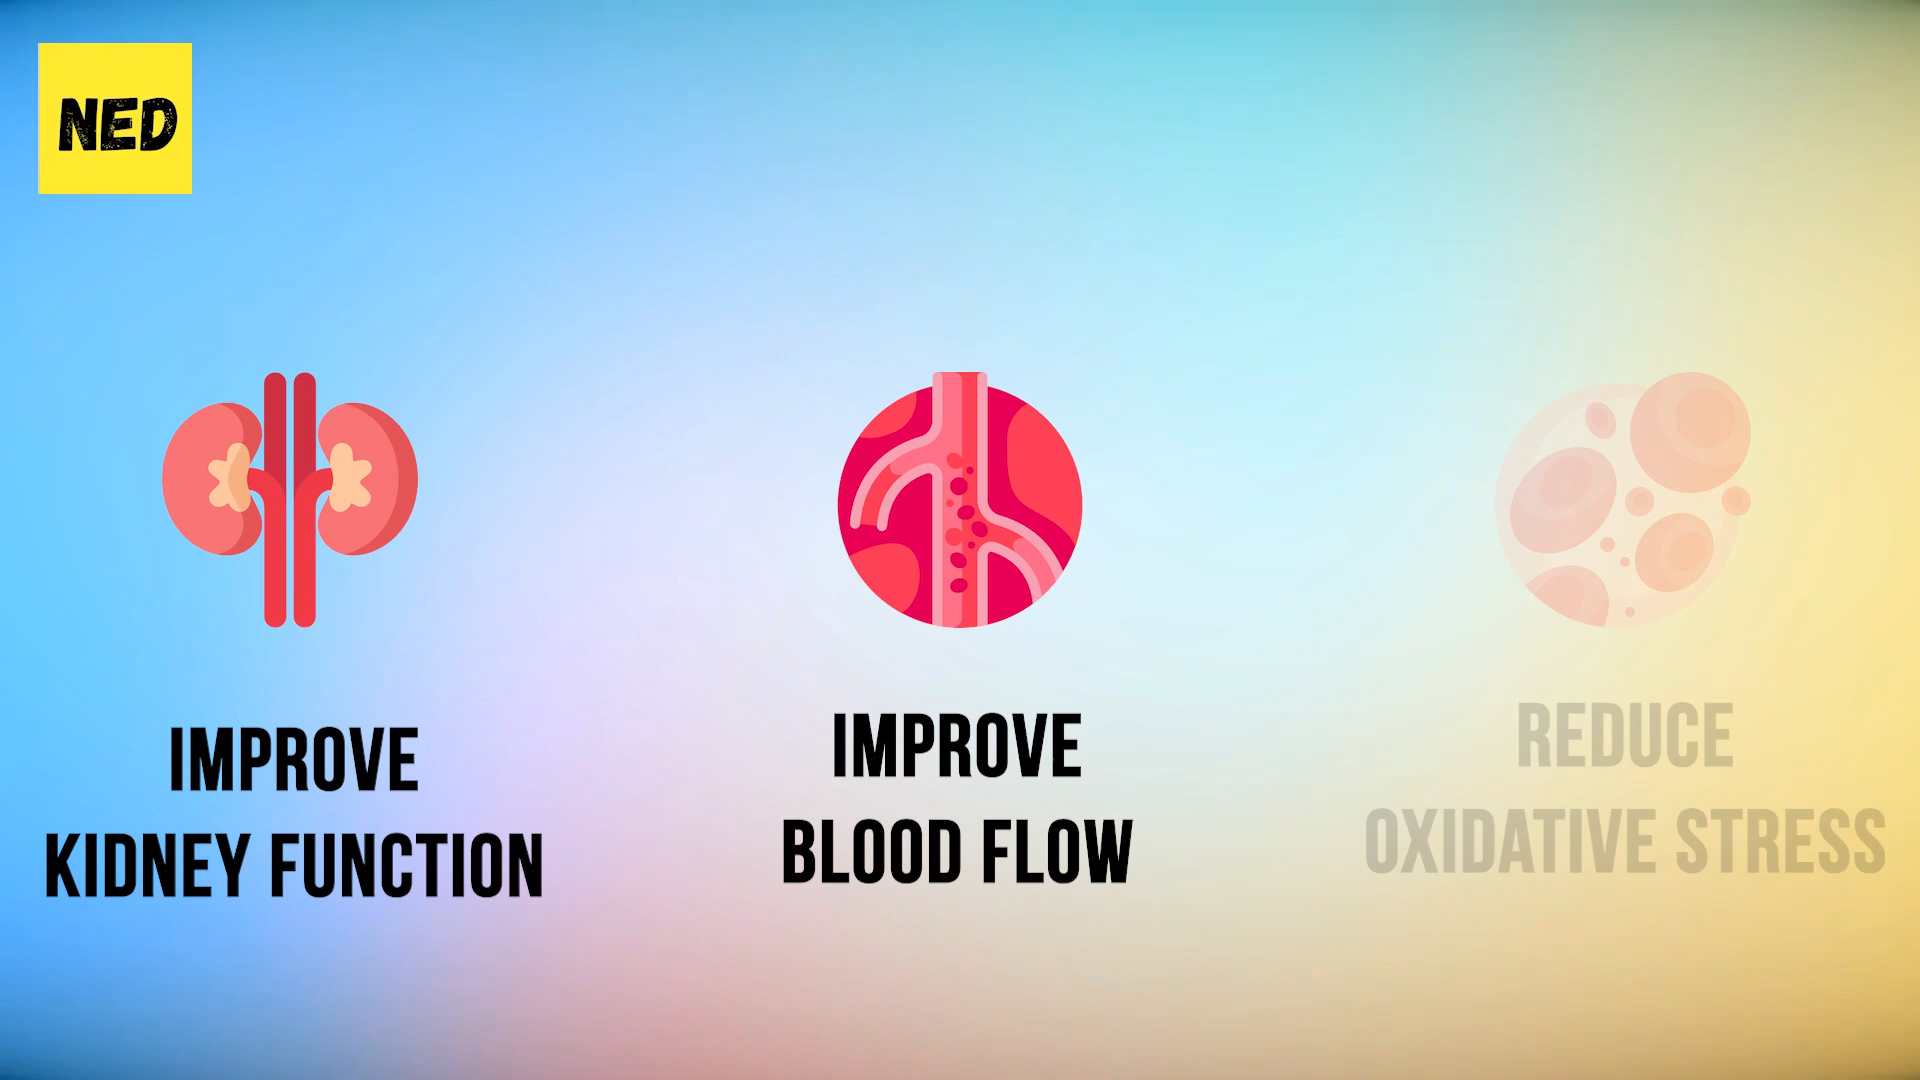 NED
IMPROVE
KIDNEY FUNCTION
IMPROVE
BLOOD FLOW
REDUCE
OXIDATIVE STRESS